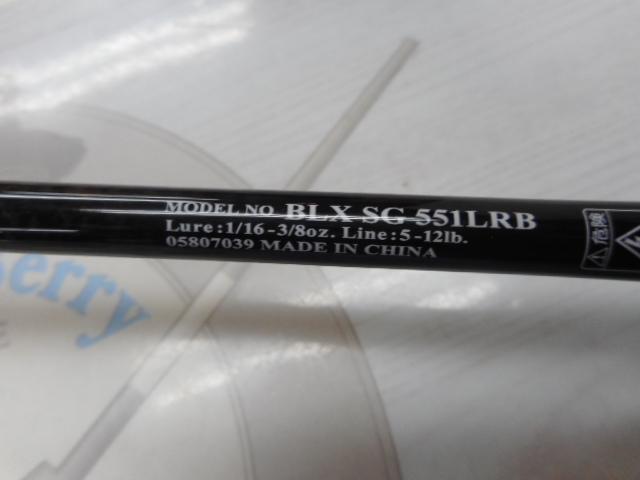 MODEL NO BLX SG 551LRB
Lure:1/16-3/8oz. Line:5-12lb.
05807039 MADE IN CHINA
危険
erry